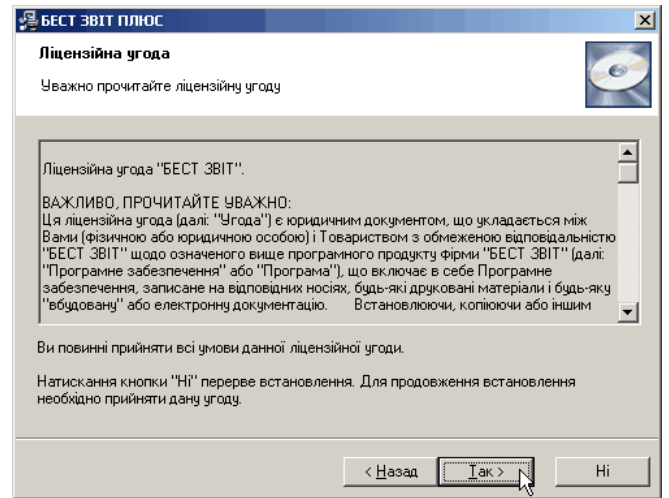 БЕСТ ЗВІТ ПЛЮС
Ліцензійна угода
Уважно прочитайте ліцензійну угоду
Ліцензійна угода "БЕСТ ЗВІТ".
ВАЖЛИВО, ПРОЧИТАЙТЕ УВАЖНО:
Ця ліцензійна угода (далі: "Угода") є юридичним документом, що укладається між
Вами (фізичною або юридичною особою) і Товариством з обмеженою відповідальністю
"БЕСТ ЗВІТ" щодо означеного вище програмного продукту фірми "БЕСТ ЗВІТ" (далі:
"Програмне забезпечення" або "Програма"), що включає в себе Програмне
забезпечення, записане на відповідних носіях, будь-які друковані матеріали і будь-яку
"вбудовану" або електронну документацію. Встановлюючи, копіюючи або іншим
Ви повинні прийняти всі умови данної ліцензійної угоди.
Натискання кнопки "Ні" перерве встановлення. Для продовження встановлення
необхідно прийняти дану угоду.
< Назад Так > Ні